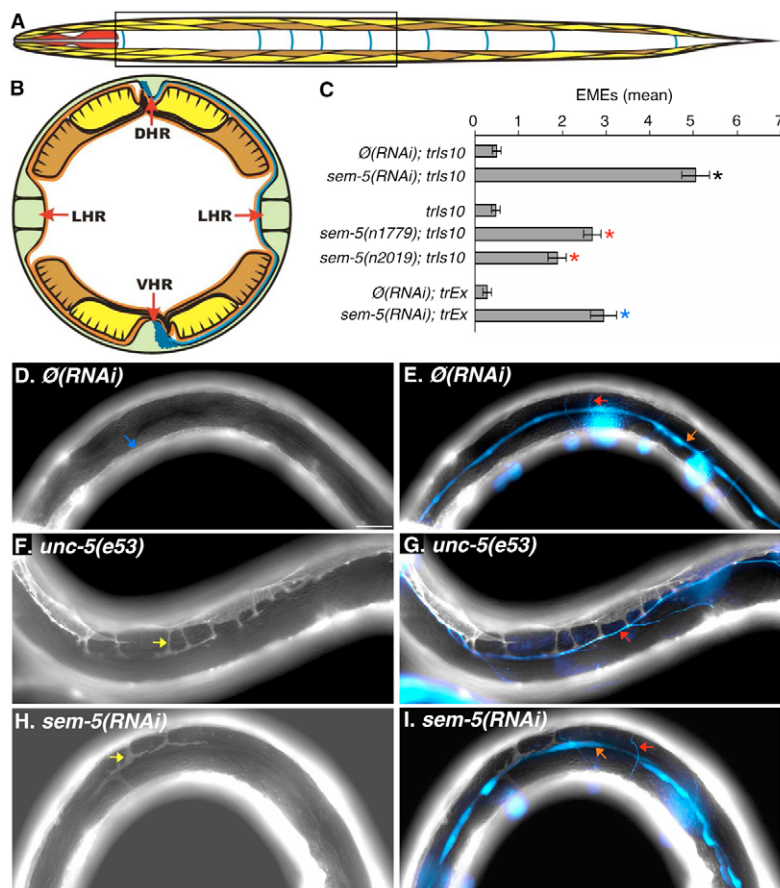 A
B
DHR
LHR
LHR
VHR
C
EMEs (mean)
0 1 2 3 4 5 6 7
Ø(RNAi); trIs10
sem-5(RNAi); trIs10
*
trIs10
sem-5(n1779); trIs10
*
sem-5(n2019); trIs10
*
Ø(RNAi); trEx
sem-5(RNAi); trEx
*
D. Ø(RNAi)
E. Ø(RNAi)
F. unc-5(e53)
G. unc-5(e53)
H. sem-5(RNAi)
I. sem-5(RNAi)